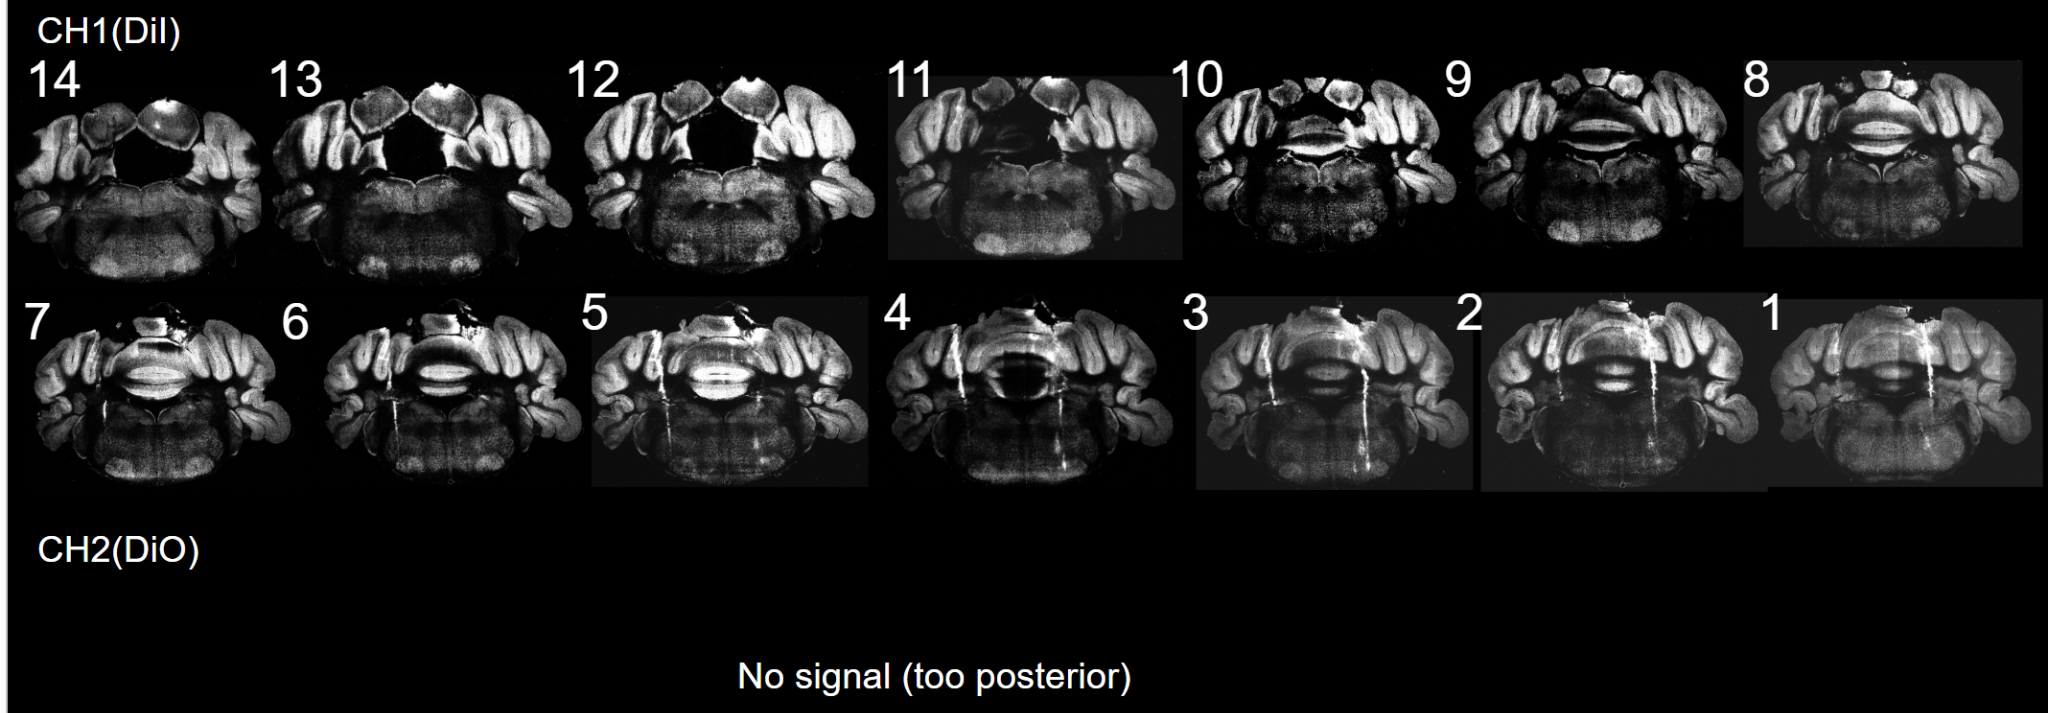 CH1(DiI)
14 13 12 11 10 9 8
7 6 5 4 3 2 1
CH2(DiO)
No signal (too posterior)